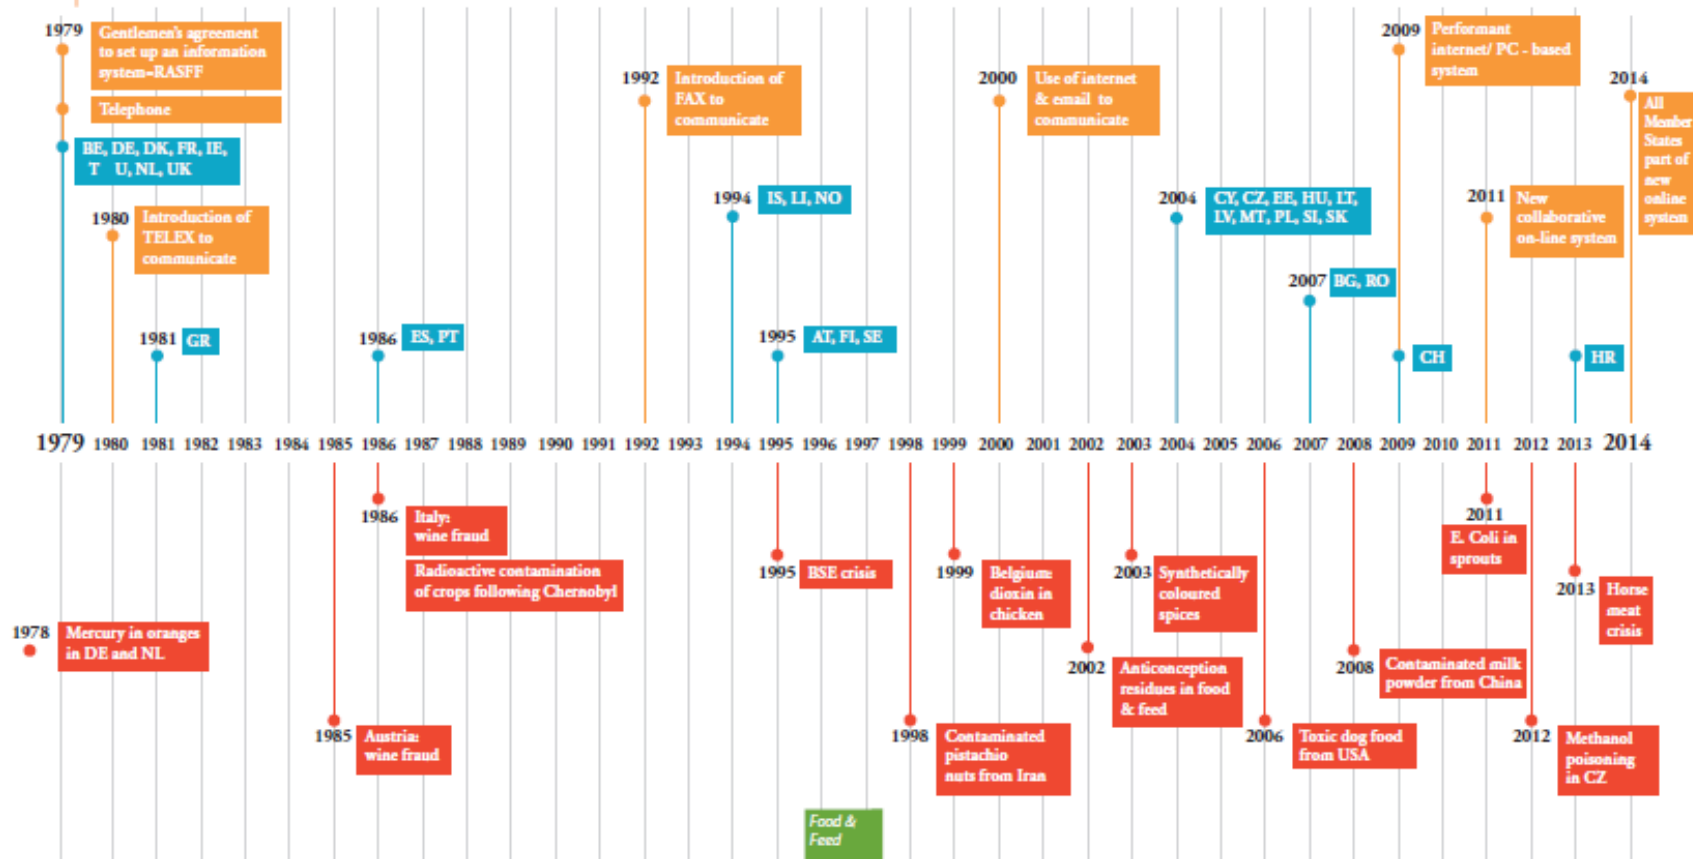 1979
Gentlemen's agreement
to set up an information
system-RASFF
Telephone
BE, DE, DK, FR, IE,
T U, NL, UK
1980
Introduction of
TELEX to
communicate
1981
GR
1986
ES, PT
1992
Introduction of
FAX to
communicate
1994
IS, LI, NO
1995
AT, FI, SE
2000
Use of internet
& email to
communicate
2004
CY, CZ, EE, HU, LT,
LV, MT, PL, SI, SK
2007
BG, RO
2009
Performant
internet/ PC - based
system
CH
2011
New
collaborative
on-line system
HR
2014
All
Member
States
part of
new
online
system
1979 1980 1981 1982 1983 1984 1985 1986 1987 1988 1989 1990 1991 1992 1993 1994 1995 1996 1997 1998 1999 2000 2001 2002 2003 2004 2005 2006 2007 2008 2009 2010 2011 2012 2013 2014
1978
Mercury in oranges
in DE and NL
1985
Austria:
wine fraud
1986
Italy:
wine fraud
Radioactive contamination
of crops following Chernobyl
1995
BSE crisis
1998
Contaminated
pistachio
nuts from Iran
1999
Belgium:
dioxin in
chicken
2002
Anticonception
residues in food
& feed
2003
Synthetically
coloured
spices
2006
Toxic dog food
from USA
2008
Contaminated milk
powder from China
2011
E. Coli in
sprouts
2012
Methanol
poisoning
in CZ
2013
Horse
meat
crisis
Food &
Feed